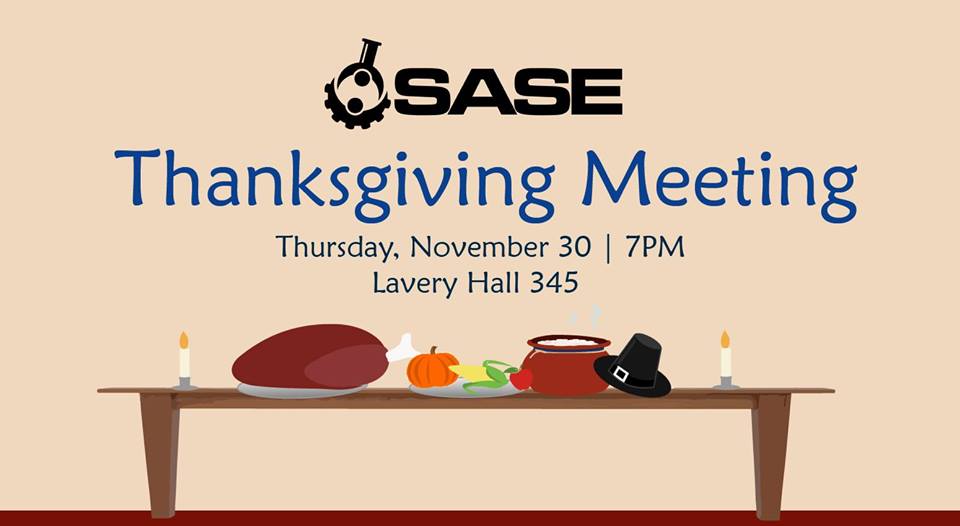 SASE
Thanksgiving Meeting
Thursday, November 30 | 7PM
Lavery Hall 345